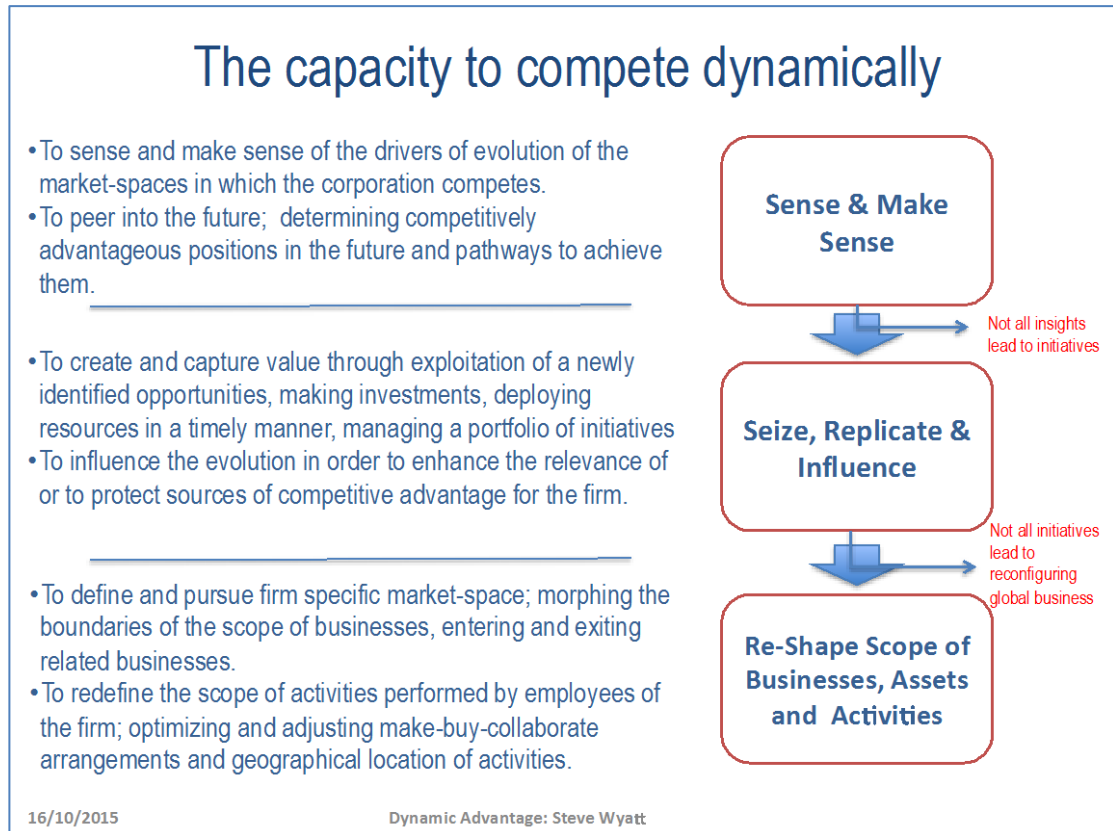 The capacity to compete dynamically
•To sense and make sense of the drivers of evolution of the
market-spaces in which the corporation competes.
•To peer into the future;  determining competitively
advantageous positions in the future and pathways to achieve
them.
•To create and capture value through exploitation of a newly
identified opportunities, making investments, deploying
resources in a timely manner, managing a portfolio of initiatives
•To influence the evolution in order to enhance the relevance of
or to protect sources of competitive advantage for the firm.
•To define and pursue firm specific market-space; morphing the
boundaries of the scope of businesses, entering and exiting
related businesses.
•To redefine the scope of activities performed by employees of
the firm; optimizing and adjusting make-buy-collaborate
arrangements and geographical location of activities.
Sense & Make
Sense
Not all insights
lead to initiatives
Seize, Replicate &
Influence
Not all initiatives
lead to
reconfiguring
global business
Re-Shape Scope of
Businesses, Assets
and  Activities
16/10/2015
Dynamic Advantage: Steve Wyatt